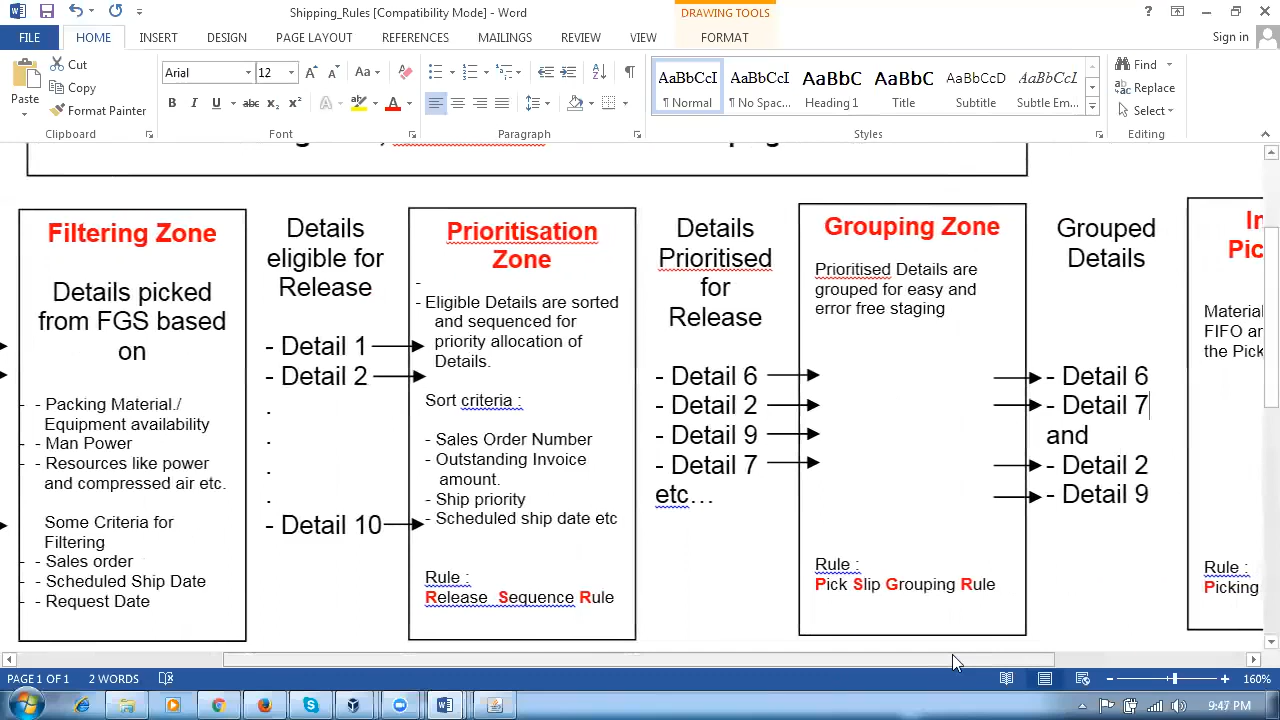 Shipping_Rules [Compatibility Mode] - Word
DRAWING TOOLS
FILE HOME INSERT DESIGN PAGE LAYOUT REFERENCES MAILINGS REVIEW VIEW FORMAT Sign in
Paste
Cut
Copy
Format Painter
Clipboard
Arial 12
Font
Paragraph
AaBbCcI AaBbCcI AaBbC AaBbC AaBbCcD AaBbCcI
¶ Normal ¶ No Spac... Heading 1 Title Subtitle Subtle Em...
Styles
Find
Replace
Select
Editing
Filtering Zone
Details picked
from FGS based
on
- - Packing Material./
Equipment availability
- - Man Power
- - Resources like power
and compressed air etc.
Some Criteria for
Filtering
- - Sales order
- - Scheduled Ship Date
- - Request Date
Details
eligible for
Release
- Detail 1
- Detail 2
.
.
.
.
- Detail 10
Prioritisation
Zone
-
- Eligible Details are sorted
and sequenced for
priority allocation of
Details.
Sort criteria :
- Sales Order Number
- Outstanding Invoice
amount.
- Ship priority
- Scheduled ship date etc
Rule :
Release Sequence Rule
Details
Prioritised
for
Release
- Detail 6
- Detail 2
- Detail 9
- Detail 7
etc...
Grouping Zone
Prioritised Details are
grouped for easy and
error free staging
Rule :
Pick Slip Grouping Rule
Grouped
Details
- Detail 6
- Detail 7
and
- Detail 2
- Detail 9
In
Pic
Material
FIFO ar
the Pick
Rule :
Picking
PAGE 1 OF 1 2 WORDS 160%
9:47 PM